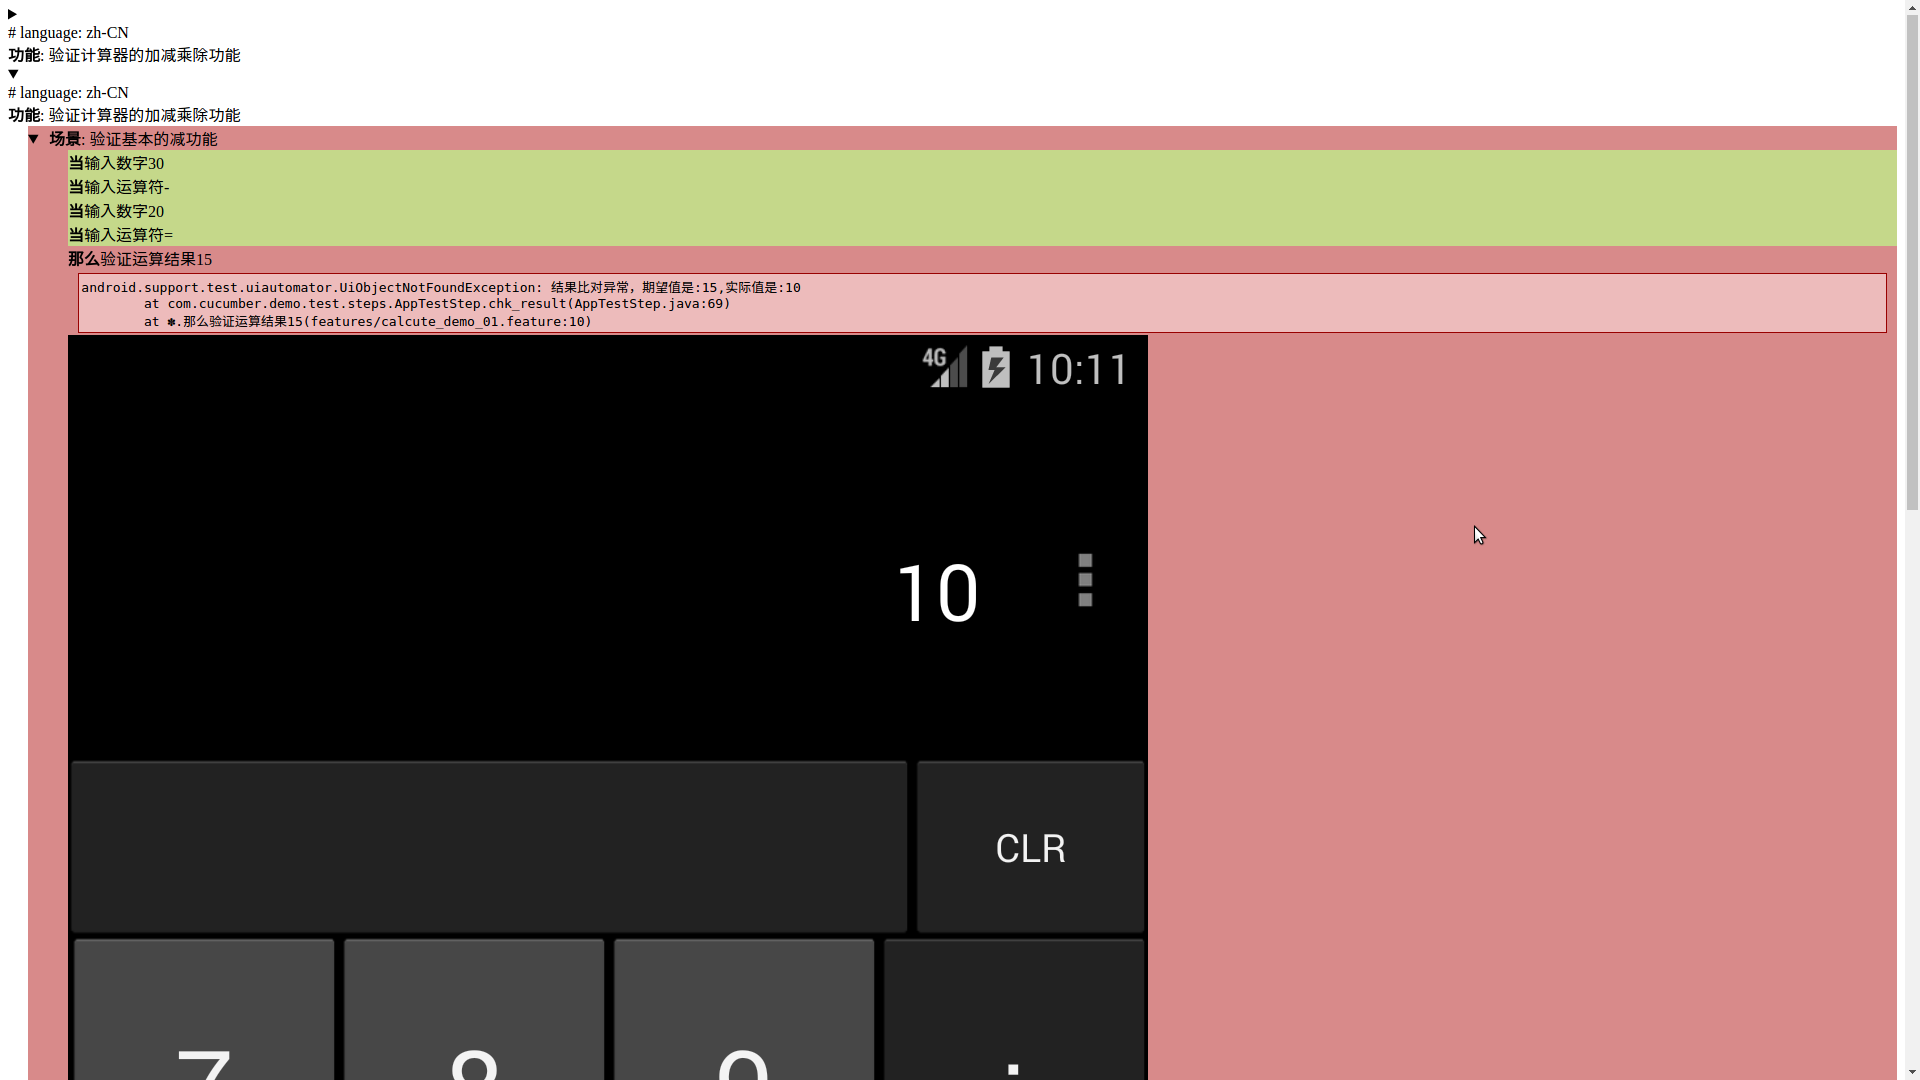 # language: zh-CN
功能: 验证计算器的加减乘除功能
# language: zh-CN
功能: 验证计算器的加减乘除功能
场景: 验证基本的减功能
当输入数字30
当输入运算符-
当输入数字20
当输入运算符=
那么验证运算结果15
android.support.test.uiautomator.UiObjectNotFoundException: 结果比对异常，期望值是:15,实际值是:10
at com.cucumber.demo.test.steps.AppTestStep.chk_result(AppTestStep.java:69)
at ✽.那么验证运算结果15(features/calcute_demo_01.feature:10)
4G 10:11
10
CLR
7 8 9